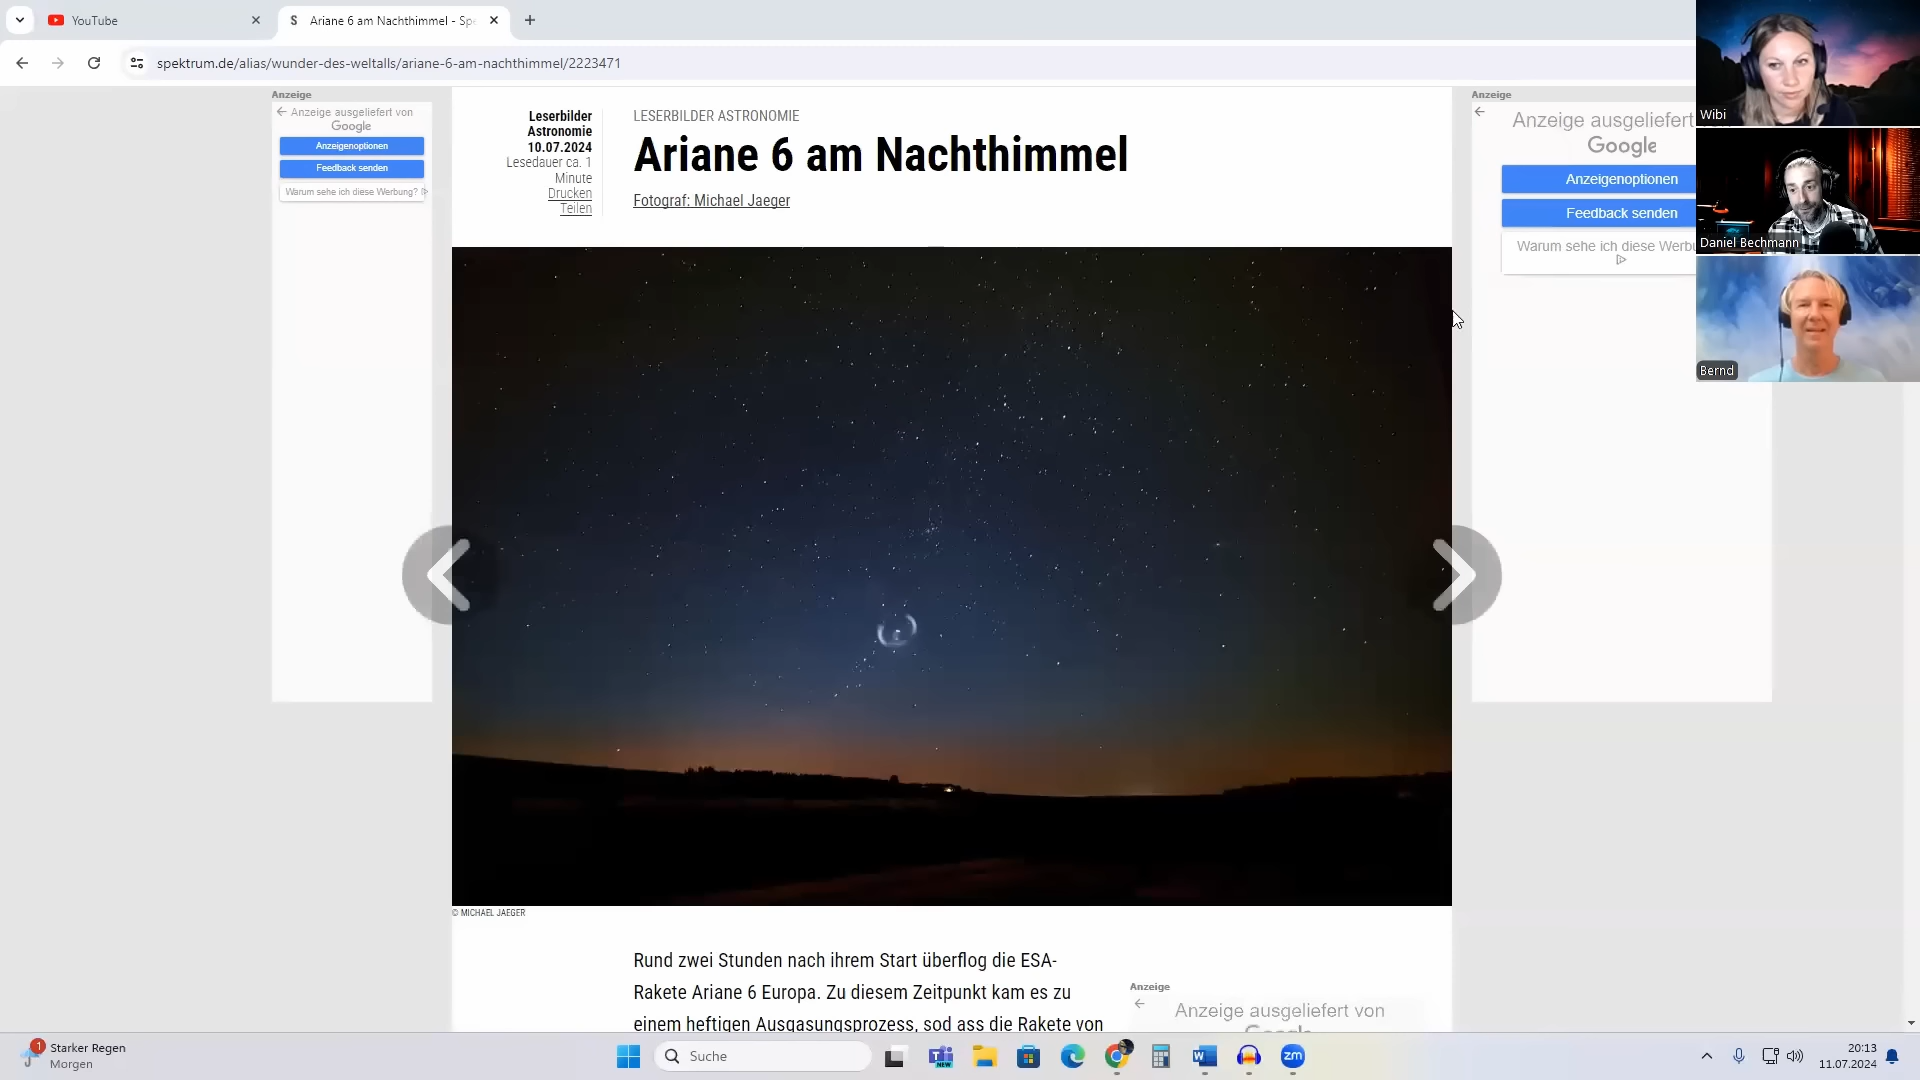 YouTube
Ariane 6 am Nachthimmel - Spe
spektrum.de/alias/wunder-des-weltalls/ariane-6-am-nachthimmel/2223471
Anzeige
Anzeige ausgeliefert von
Google
Anzeigenoptionen
Feedback senden
Warum sehe ich diese Werbung?
Leserbilder
Astronomie
10.07.2024
Lesedauer ca. 1
Minute
Drucken
Teilen
LESERBILDER ASTRONOMIE
Ariane 6 am Nachthimmel
Fotograf: Michael Jaeger
Anzeige
Anzeige ausgeliefert
Google
Anzeigenoptionen
Feedback senden
Warum sehe ich diese Werbu
Wibi
Daniel Bechmann
Bernd
© MICHAEL JAEGER
Rund zwei Stunden nach ihrem Start überflog die ESA-
Rakete Ariane 6 Europa. Zu diesem Zeitpunkt kam es zu
einem heftigen Ausgasungsprozess, sod ass die Rakete von
Anzeige
Anzeige ausgeliefert von
Google
1
Starker Regen
Morgen
Suche
NEW
W
zm
20:13
11.07.2024